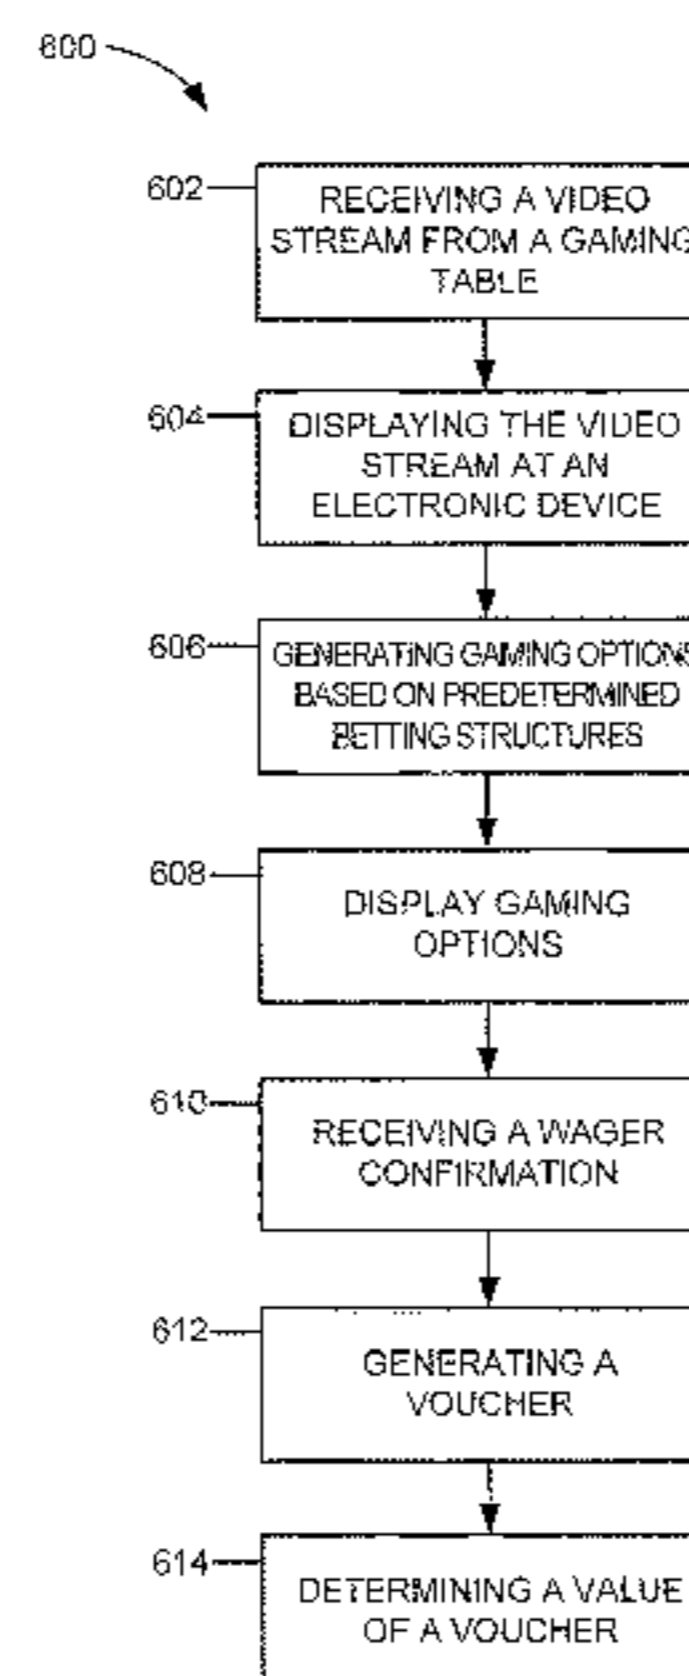 600
602
RECEIVING A VIDEO
STREAM FROM A GAMING
TABLE
604
DISPLAYING THE VIDEO
STREAM AT AN
ELECTRONIC DEVICE
606
GENERATING GAMING OPTIONS
BASED ON PREDETERMINED
BETTING STRUCTURES
608
DISPLAY GAMING
OPTIONS
610
RECEIVING A WAGER
CONFIRMATION
612
GENERATING A
VOUCHER
614
DETERMINING A VALUE
OF A VOUCHER